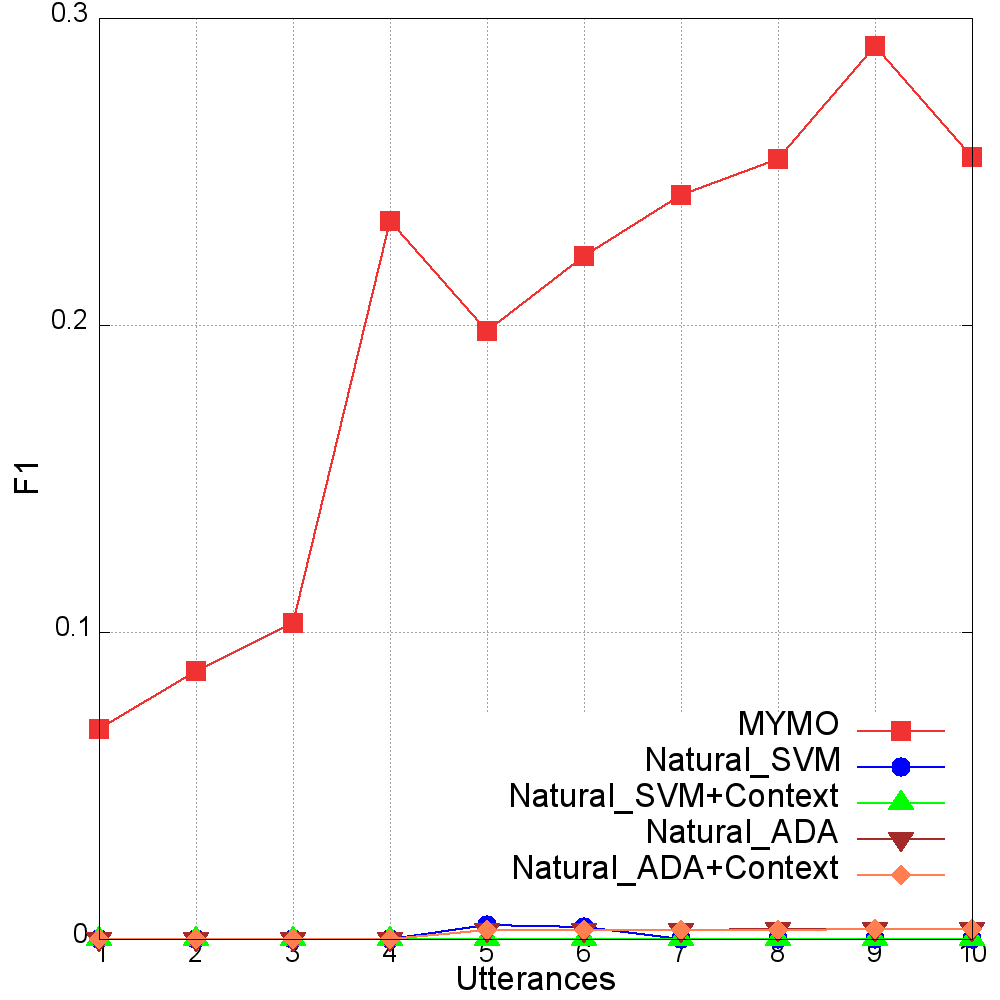 0.3
0.2
0.1
0
F1
MYMO
Natural_SVM
Natural_SVM+Context
Natural_ADA
Natural_ADA+Context
1 2 3 4 5 6 7 8 9 10
Utterances